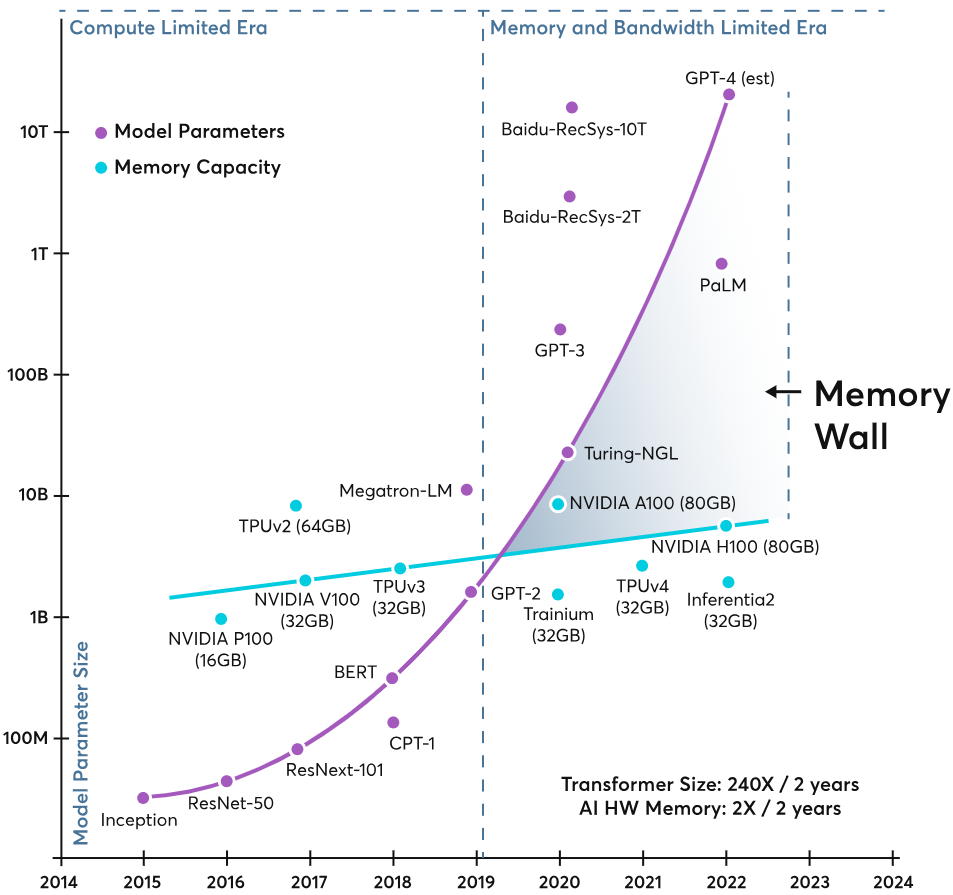 Compute Limited Era
Memory and Bandwidth Limited Era
Model Parameters
Memory Capacity
10T
1T
100B
10B
1B
100M
Model Parameter Size
GPT-4 (est)
Baidu-RecSys-10T
Baidu-RecSys-2T
PaLM
GPT-3
Memory
Wall
Turing-NGL
Megatron-LM
NVIDIA A100 (80GB)
TPUv2 (64GB)
NVIDIA H100 (80GB)
NVIDIA V100
(32GB)
TPUv3
(32GB)
GPT-2
Trainium
(32GB)
TPUv4
(32GB)
Inferentia2
(32GB)
NVIDIA P100
(16GB)
BERT
CPT-1
ResNext-101
ResNet-50
Inception
Transformer Size: 240X / 2 years
AI HW Memory: 2X / 2 years
2014 2015 2016 2017 2018 2019 2020 2021 2022 2023 2024